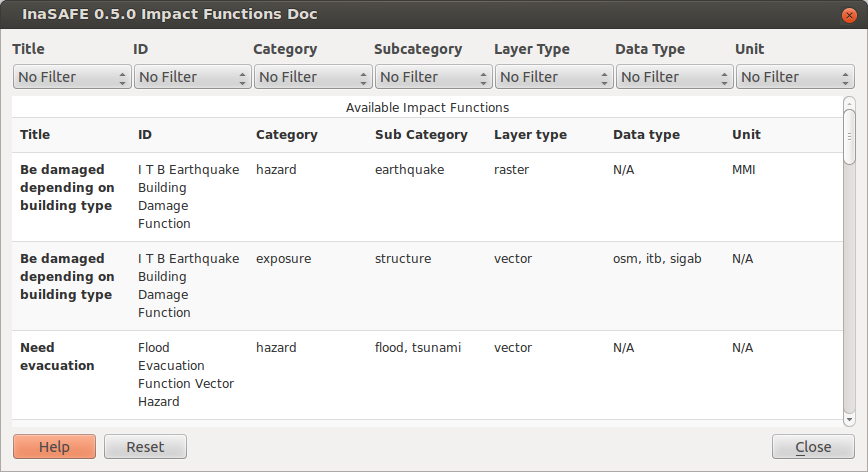 InaSAFE 0.5.0 Impact Functions Doc
Title ID Category Subcategory Layer Type Data Type Unit
No Filter No Filter No Filter No Filter No Filter No Filter No Filter
Available Impact Functions
Title ID Category Sub Category Layer type Data type Unit
Be damaged I T B Earthquake hazard earthquake raster N/A MMI
depending on Building
building type Damage
Function
Be damaged I T B Earthquake exposure structure vector osm, itb, sigab N/A
depending on Building
building type Damage
Function
Need Flood hazard flood, tsunami vector N/A N/A
evacuation Evacuation
Function Vector
Hazard
Help Reset Close